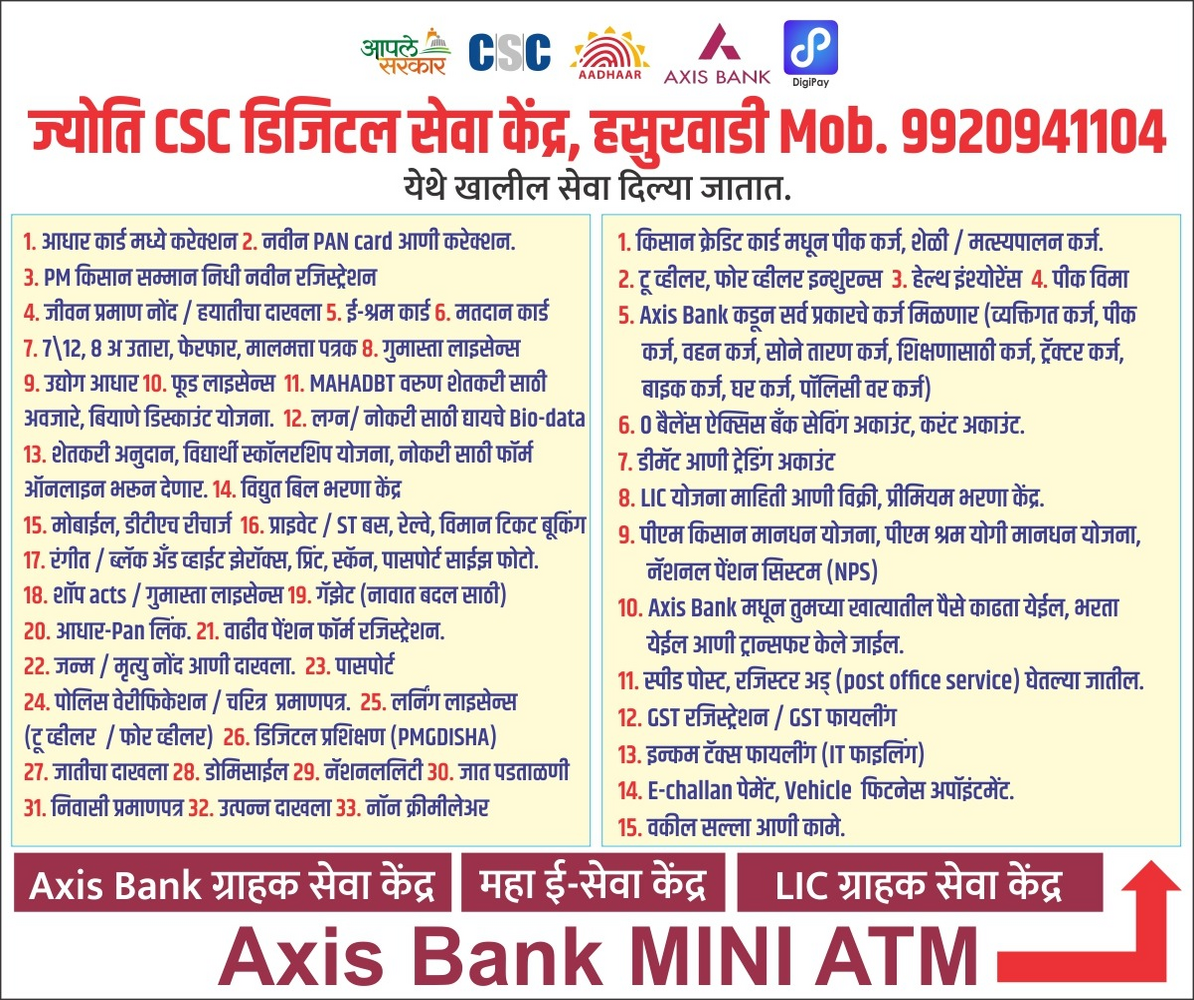 आपले
सरकार
CSC
AADHAAR
AXIS BANK
DigiPay
ज्योति CSC डिजिटल सेवा केंद्र, हसुरवाडी Mob. 9920941104
येथे खालील सेवा दिल्या जातात.
1. आधार कार्ड मध्ये करेक्शन 2. नवीन PAN card आणी करेक्शन.
3. PM किसान सम्मान निधी नवीन रजिस्ट्रेशन
4. जीवन प्रमाण नोंद / हयातीचा दाखला 5. ई-श्रम कार्ड 6. मतदान कार्ड
7. 7\12, 8 अ उतारा, फेरफार, मालमत्ता पत्रक 8. गुमास्ता लाइसेन्स
9. उद्योग आधार 10. फूड लाइसेन्स 11. MAHADBT वरुण शेतकरी साठी
अवजारे, बियाणे डिस्काउंट योजना. 12. लग्न/ नोकरी साठी द्यायचे Bio-data
13. शेतकरी अनुदान, विद्यार्थी स्कॉलरशिप योजना, नोकरी साठी फॉर्म
ऑनलाइन भरून देणार. 14. विद्युत बिल भरणा केंद्र
15. मोबाईल, डीटीएच रीचार्ज 16. प्राइवेट / ST बस, रेल्वे, विमान टिकट बूकिंग
17. रंगीत / ब्लॅक अँड व्हाईट झेरॉक्स, प्रिंट, स्कॅन, पासपोर्ट साईझ फोटो.
18. शॉप acts / गुमास्ता लाइसेन्स 19. गॅझेट (नावात बदल साठी)
20. आधार-Pan लिंक. 21. वाढीव पेंशन फॉर्म रजिस्ट्रेशन.
22. जन्म / मृत्यु नोंद आणी दाखला. 23. पासपोर्ट
24. पोलिस वेरीफिकेशन / चरित्र प्रमाणपत्र. 25. लर्निंग लाइसेन्स
(टू व्हीलर / फोर व्हीलर) 26. डिजिटल प्रशिक्षण (PMGDISHA)
27. जातीचा दाखला 28. डोमिसाईल 29. नॅशनललिटी 30. जात पडताळणी
31. निवासी प्रमाणपत्र 32. उत्पन्न दाखला 33. नॉन क्रीमीलेअर
1. किसान क्रेडिट कार्ड मधून पीक कर्ज, शेळी / मत्स्यपालन कर्ज.
2. टू व्हीलर, फोर व्हीलर इन्शुरन्स 3. हेल्थ इंश्योरेंस 4. पीक विमा
5. Axis Bank कडून सर्व प्रकारचे कर्ज मिळणार (व्यक्तिगत कर्ज, पीक
कर्ज, वहन कर्ज, सोने तारण कर्ज, शिक्षणासाठी कर्ज, ट्रॅक्टर कर्ज,
बाइक कर्ज, घर कर्ज, पॉलिसी वर कर्ज)
6. 0 बैलेंस ऐक्सिस बँक सेविंग अकाउंट, करंट अकाउंट.
7. डीमॅट आणी ट्रेडिंग अकाउंट
8. LIC योजना माहिती आणी विक्री, प्रीमियम भरणा केंद्र.
9. पीएम किसान मानधन योजना, पीएम श्रम योगी मानधन योजना,
नॅशनल पेंशन सिस्टम (NPS)
10. Axis Bank मधून तुमच्या खात्यातील पैसे काढता येईल, भरता
येईल आणी ट्रान्सफर केले जाईल.
11. स्पीड पोस्ट, रजिस्टर अड् (post office service) घेतल्या जातील.
12. GST रजिस्ट्रेशन / GST फायलींग
13. इन्कम टॅक्स फायलींग (IT फाइलिंग)
14. E-challan पेमेंट, Vehicle फिटनेस अपॉइंटमेंट.
15. वकील सल्ला आणी कामे.
Axis Bank ग्राहक सेवा केंद्र
महा ई-सेवा केंद्र
LIC ग्राहक सेवा केंद्र
Axis Bank MINI ATM